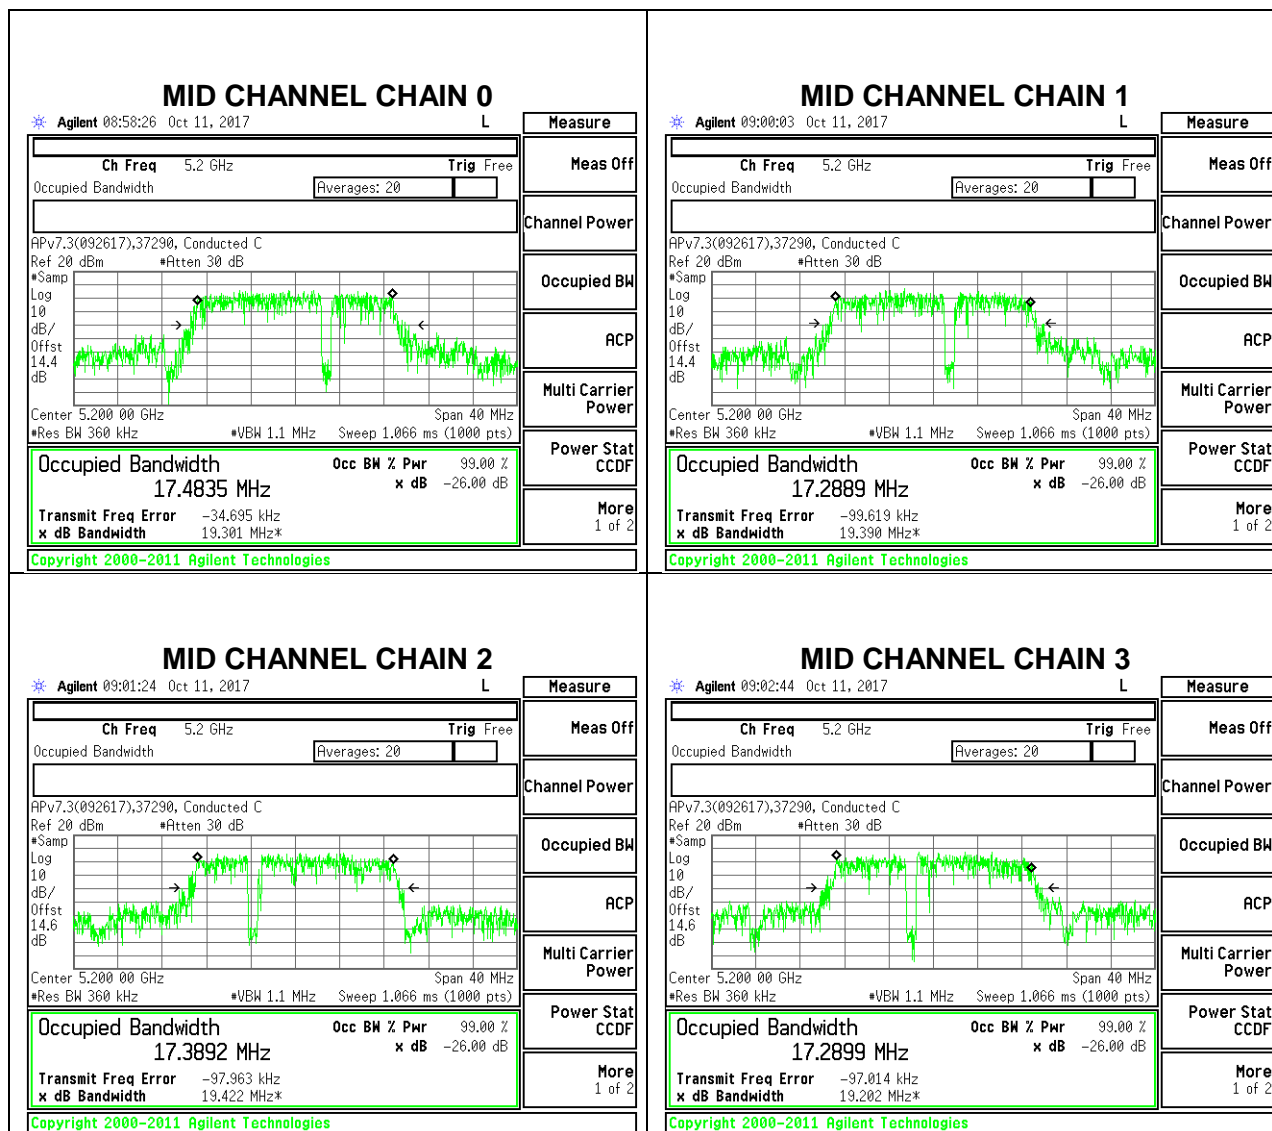 MID CHANNEL CHAIN 0
Agilent 08:58:26 Oct 11, 2017 L Measure
Ch Freq 5.2 GHz Trig Free
Occupied Bandwidth Averages: 20
Meas Off
Channel Power
Occupied BW
ACP
Multi Carrier
Power
Power Stat
CCDF
More
1 of 2
APv7.3(092617),37290, Conducted C
Ref 20 dBm #Atten 30 dB
#Samp
Log
10
dB/
Offst
14.4
dB
Center 5.200 00 GHz Span 40 MHz
#Res BW 360 kHz #VBW 1.1 MHz Sweep 1.066 ms (1000 pts)
Occupied Bandwidth Occ BW % Pwr 99.00 %
17.4835 MHz x dB -26.00 dB
Transmit Freq Error -34.695 kHz
x dB Bandwidth 19.301 MHz*
Copyright 2000-2011 Agilent Technologies
MID CHANNEL CHAIN 1
Agilent 09:00:03 Oct 11, 2017 L Measure
Ch Freq 5.2 GHz Trig Free
Occupied Bandwidth Averages: 20
Meas Off
Channel Power
Occupied BW
ACP
Multi Carrier
Power
Power Stat
CCDF
More
1 of 2
APv7.3(092617),37290, Conducted C
Ref 20 dBm #Atten 30 dB
#Samp
Log
10
dB/
Offst
14.4
dB
Center 5.200 00 GHz Span 40 MHz
#Res BW 360 kHz #VBW 1.1 MHz Sweep 1.066 ms (1000 pts)
Occupied Bandwidth Occ BW % Pwr 99.00 %
17.2889 MHz x dB -26.00 dB
Transmit Freq Error -99.619 kHz
x dB Bandwidth 19.390 MHz*
Copyright 2000-2011 Agilent Technologies
MID CHANNEL CHAIN 2
Agilent 09:01:24 Oct 11, 2017 L Measure
Ch Freq 5.2 GHz Trig Free
Occupied Bandwidth Averages: 20
Meas Off
Channel Power
Occupied BW
ACP
Multi Carrier
Power
Power Stat
CCDF
More
1 of 2
APv7.3(092617),37290, Conducted C
Ref 20 dBm #Atten 30 dB
#Samp
Log
10
dB/
Offst
14.6
dB
Center 5.200 00 GHz Span 40 MHz
#Res BW 360 kHz #VBW 1.1 MHz Sweep 1.066 ms (1000 pts)
Occupied Bandwidth Occ BW % Pwr 99.00 %
17.3892 MHz x dB -26.00 dB
Transmit Freq Error -97.963 kHz
x dB Bandwidth 19.422 MHz*
Copyright 2000-2011 Agilent Technologies
MID CHANNEL CHAIN 3
Agilent 09:02:44 Oct 11, 2017 L Measure
Ch Freq 5.2 GHz Trig Free
Occupied Bandwidth Averages: 20
Meas Off
Channel Power
Occupied BW
ACP
Multi Carrier
Power
Power Stat
CCDF
More
1 of 2
APv7.3(092617),37290, Conducted C
Ref 20 dBm #Atten 30 dB
#Samp
Log
10
dB/
Offst
14.6
dB
Center 5.200 00 GHz Span 40 MHz
#Res BW 360 kHz #VBW 1.1 MHz Sweep 1.066 ms (1000 pts)
Occupied Bandwidth Occ BW % Pwr 99.00 %
17.2899 MHz x dB -26.00 dB
Transmit Freq Error -97.014 kHz
x dB Bandwidth 19.202 MHz*
Copyright 2000-2011 Agilent Technologies